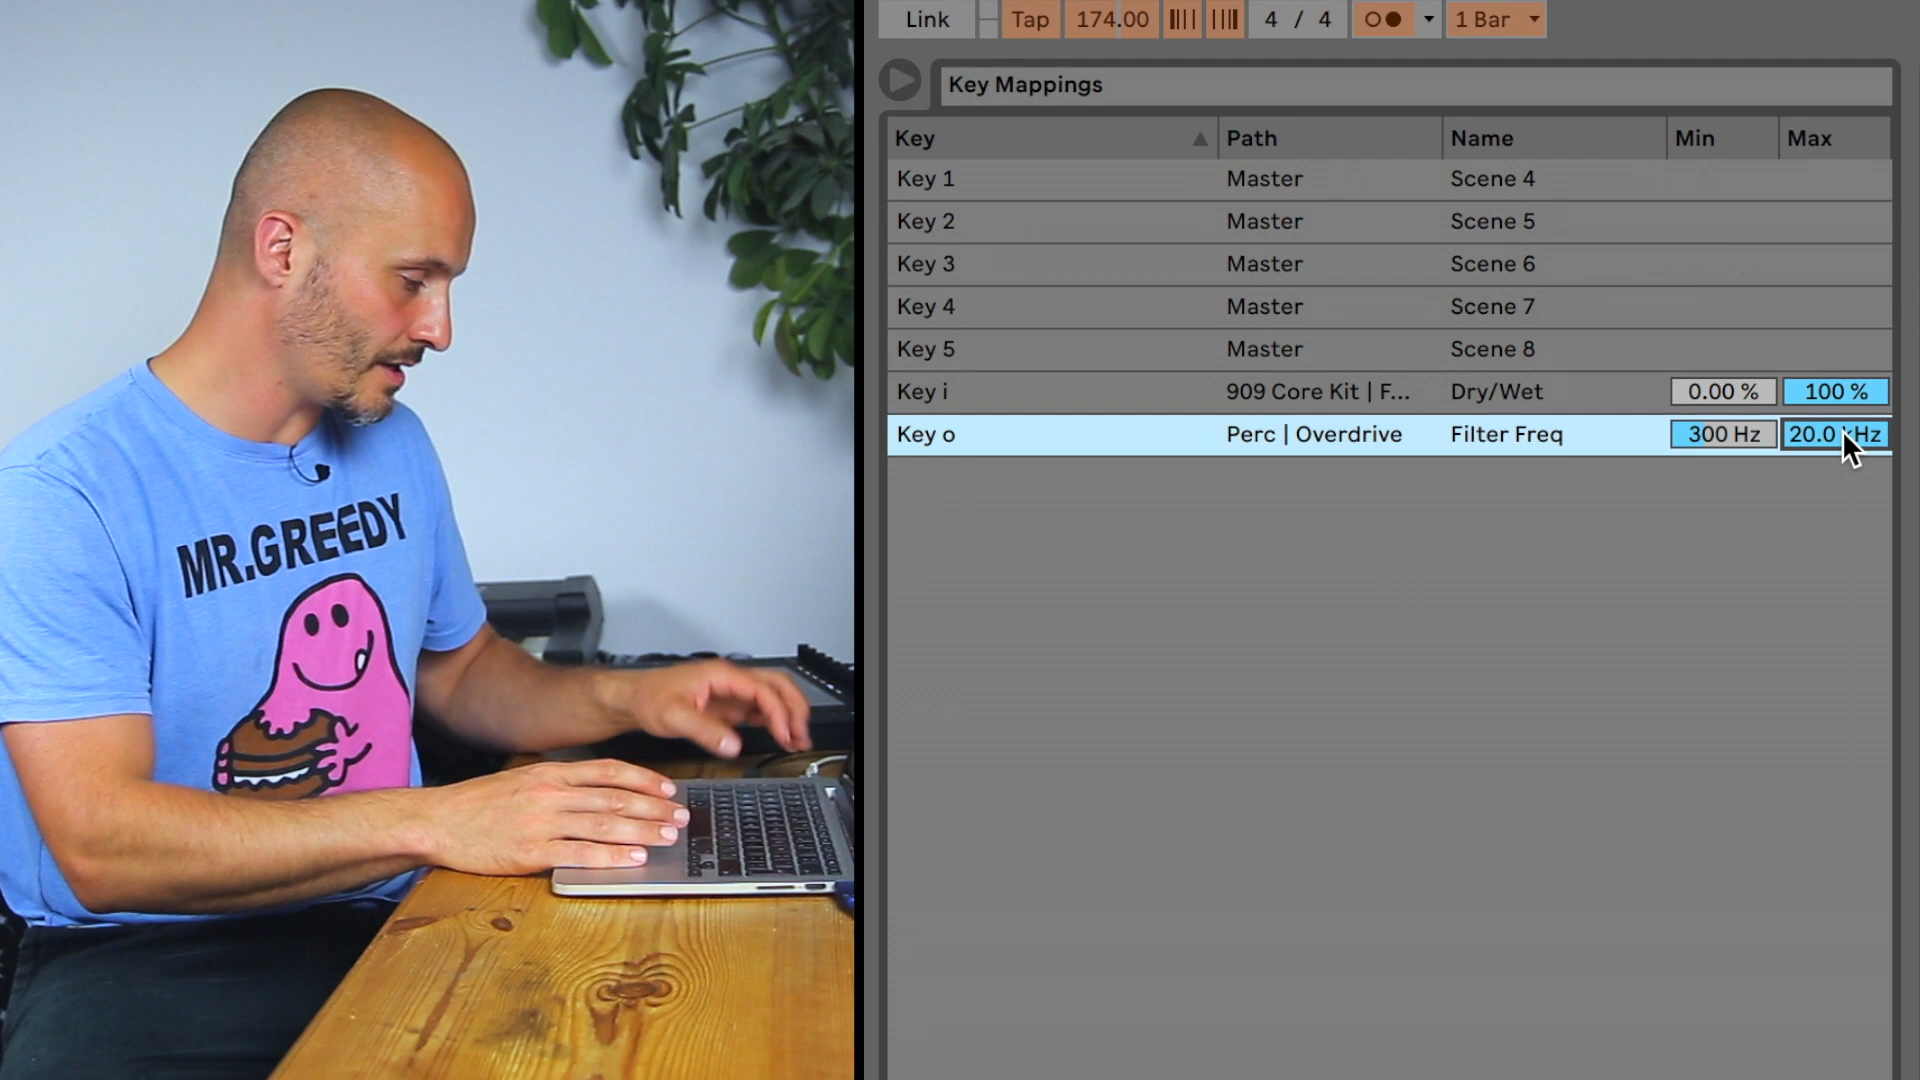 Link
Tap
174.00
4 / 4
1 Bar
Key Mappings
Key Path Name Min Max
Key 1 Master Scene 4
Key 2 Master Scene 5
Key 3 Master Scene 6
Key 4 Master Scene 7
Key 5 Master Scene 8
Key i 909 Core Kit | F... Dry/Wet 0.00 % 100 %
Key o Perc | Overdrive Filter Freq 300 Hz 20.0 kHz
MR.GREEDY